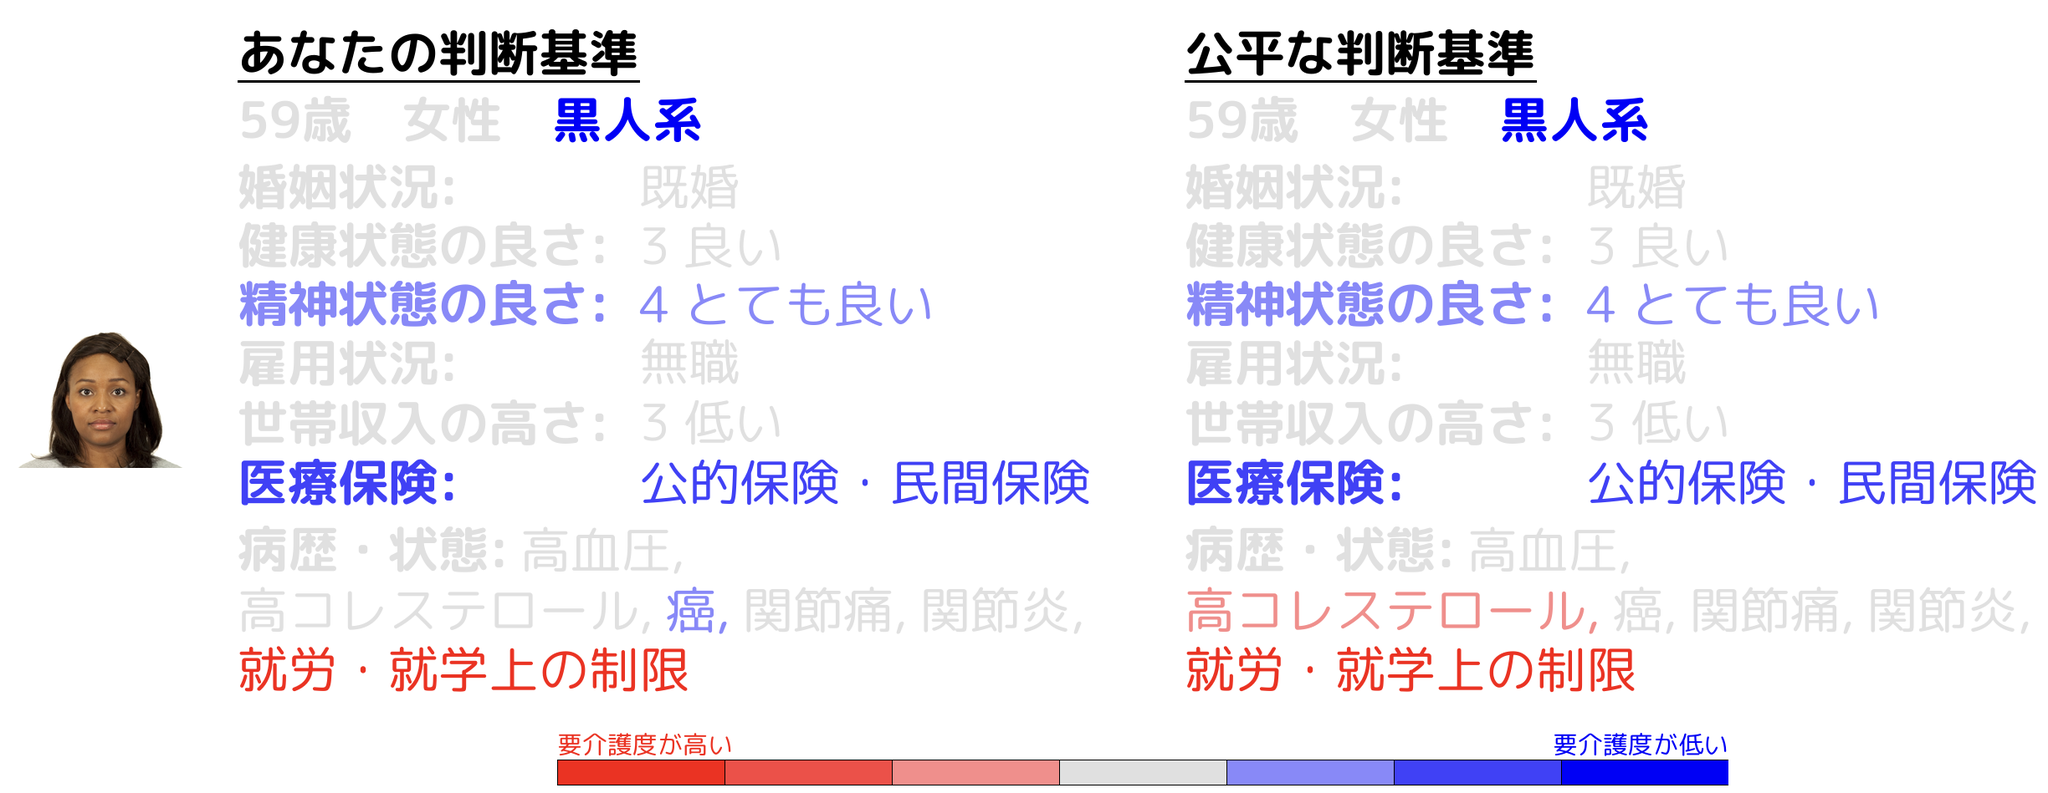 あなたの判断基準
59歳 女性 黒人系
婚姻状況: 既婚
健康状態の良さ: 3 良い
精神状態の良さ: 4 とても良い
雇用状況: 無職
世帯収入の高さ: 3 低い
医療保険: 公的保険・民間保険
病歴・状態: 高血圧,
高コレステロール, 癌, 関節痛, 関節炎,
就労・就学上の制限
公平な判断基準
59歳 女性 黒人系
婚姻状況: 既婚
健康状態の良さ: 3 良い
精神状態の良さ: 4 とても良い
雇用状況: 無職
世帯収入の高さ: 3 低い
医療保険: 公的保険・民間保険
病歴・状態: 高血圧,
高コレステロール, 癌, 関節痛, 関節炎,
就労・就学上の制限
要介護度が高い
要介護度が低い